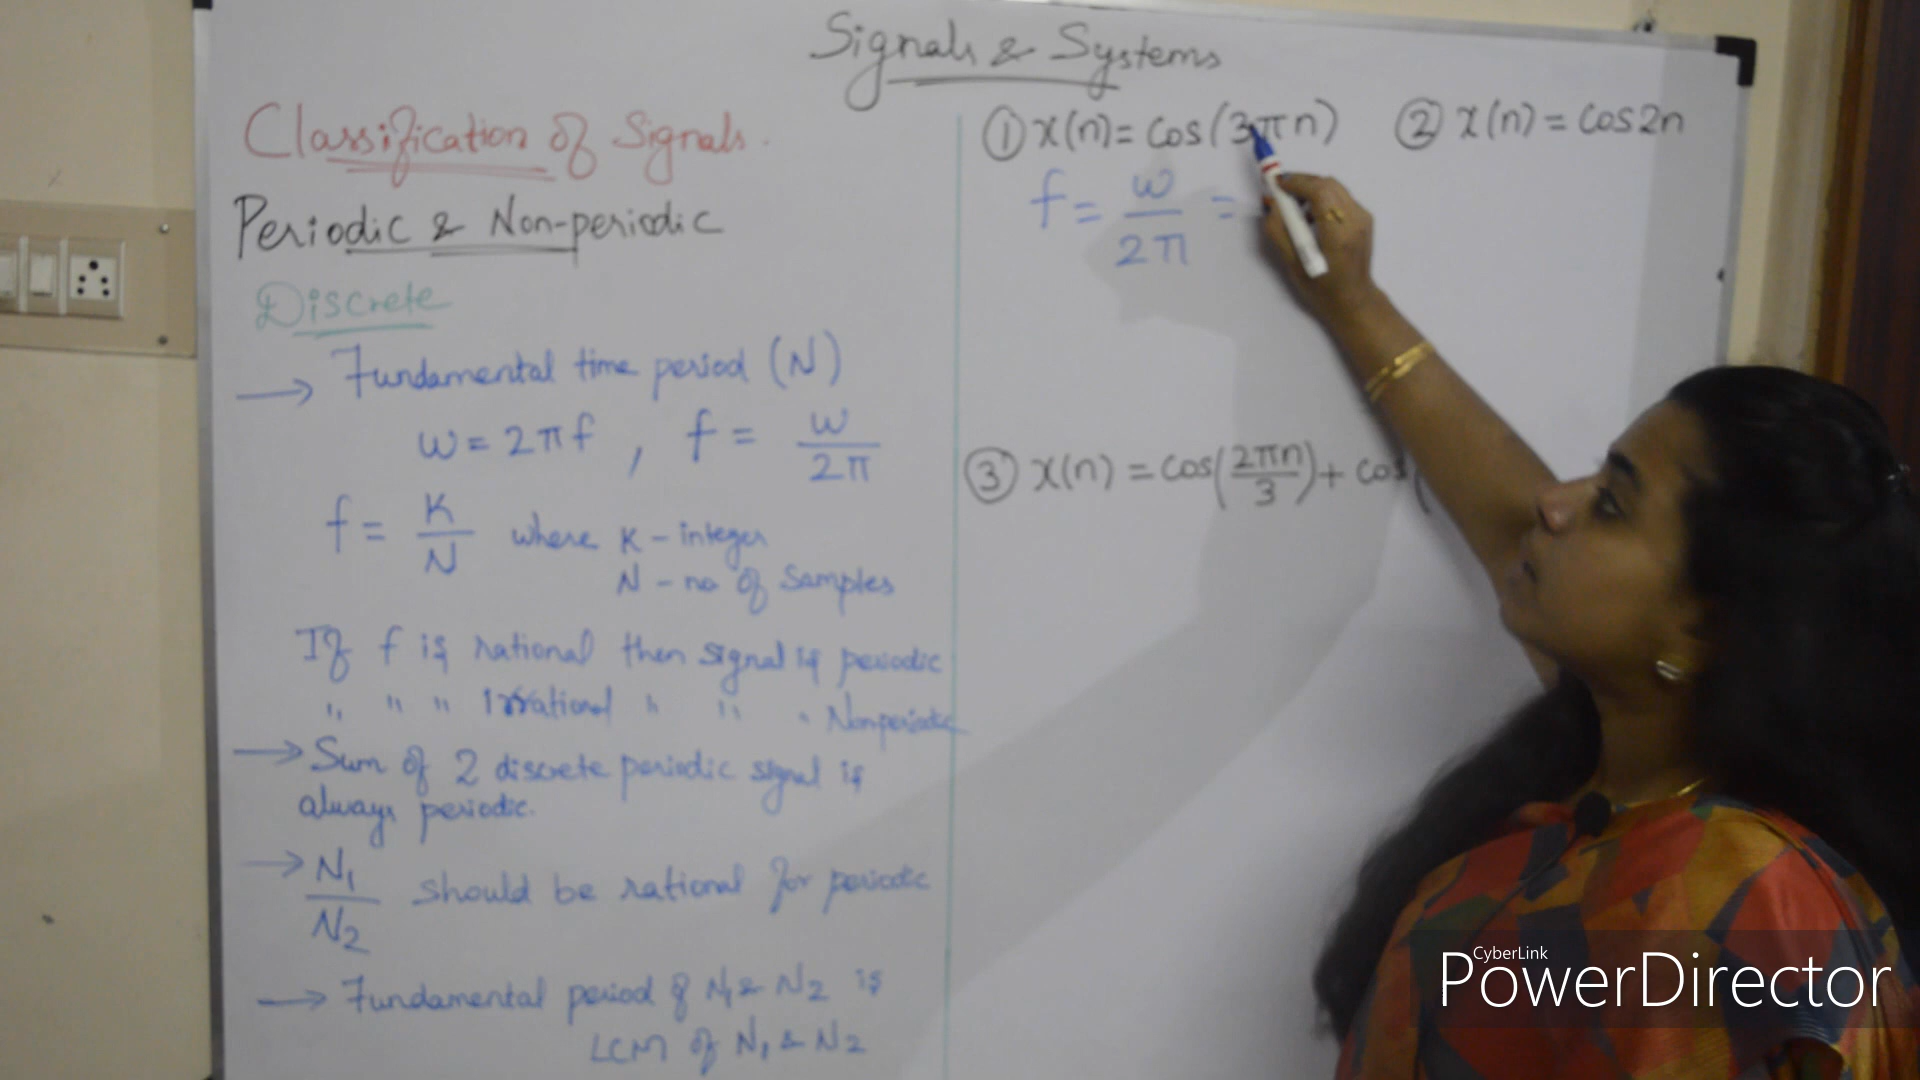 Signals & Systems
Classification of Signals.
Periodic & Non-periodic
Discrete
→ Fundamental time period (N)
ω = 2πf , f = ω/2π
f = K/N where K - integer
N - no of Samples
If f is rational then signal is periodic
" " " Irrational " " " Nonperiodic
→ Sum of 2 discrete periodic signal is
always periodic.
→ N1/N2 should be rational for periodic
→ Fundamental period of N1 & N2 is
LCM of N1 & N2
① x(n) = cos(3πn) ② x(n) = cos2n
f = ω/2π =
③ x(n) = cos(2πn/3) + cos(
CyberLink
PowerDirector